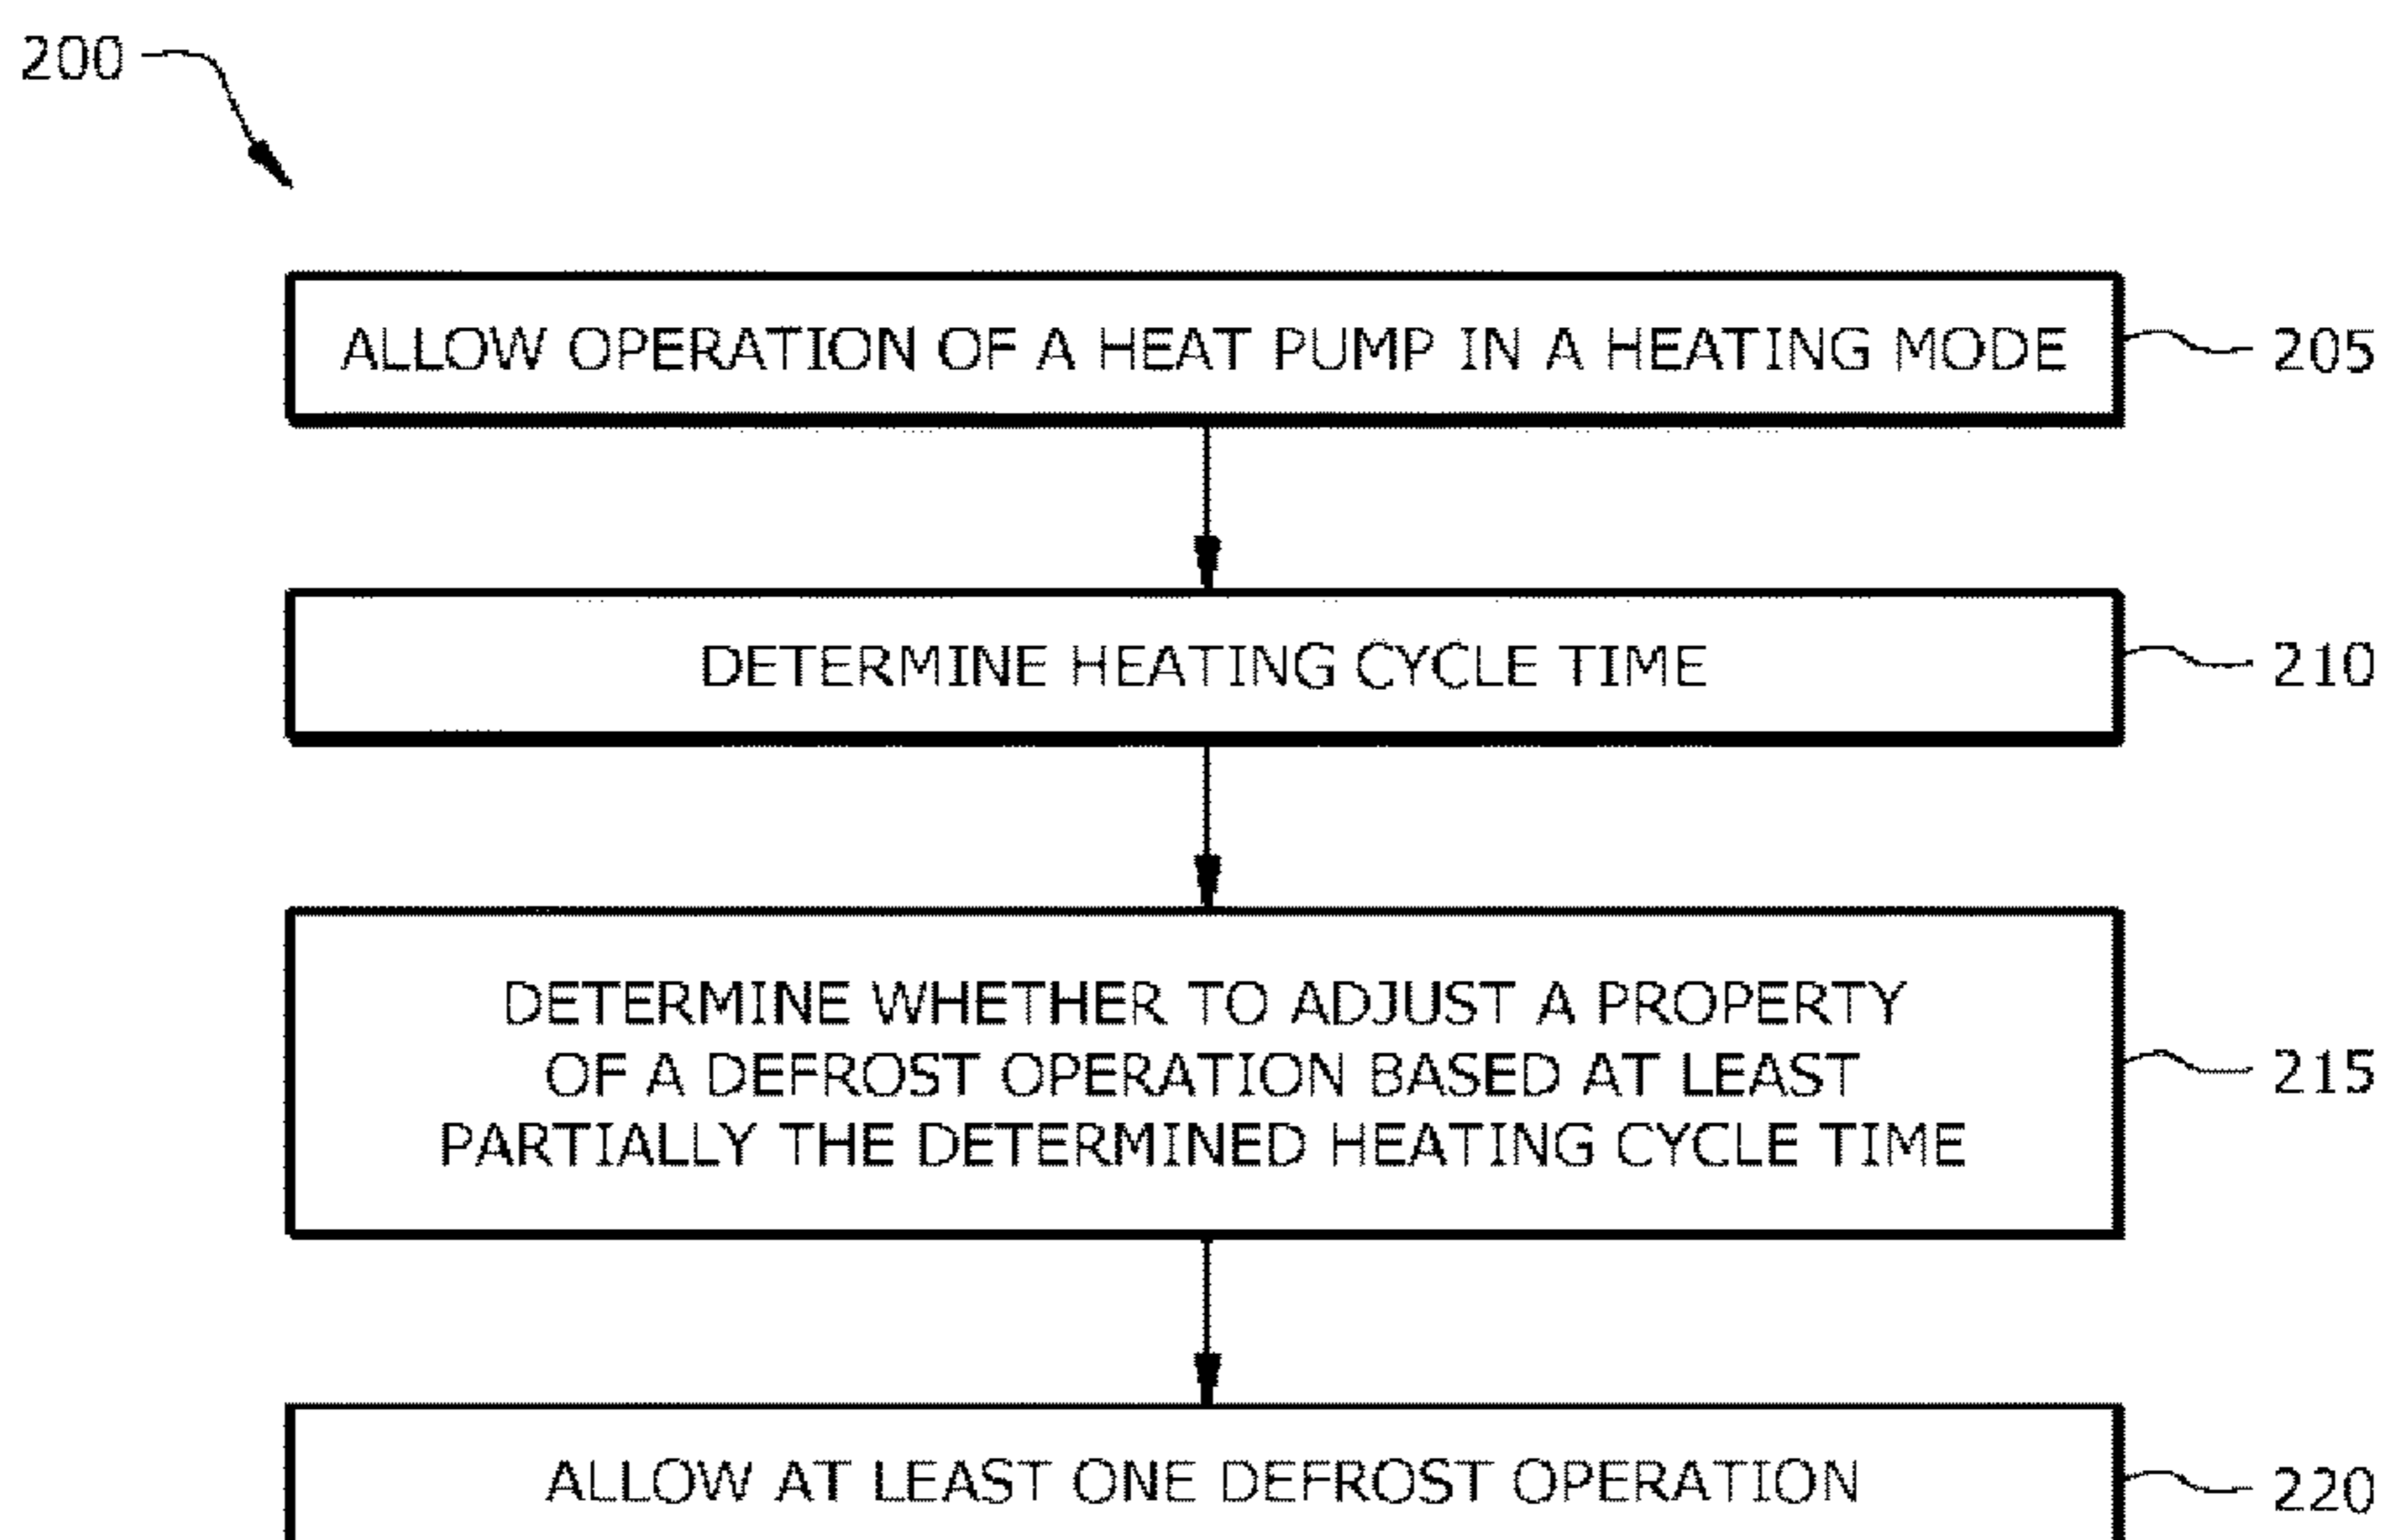 200
ALLOW OPERATION OF A HEAT PUMP IN A HEATING MODE
205
DETERMINE HEATING CYCLE TIME
210
DETERMINE WHETHER TO ADJUST A PROPERTY
OF A DEFROST OPERATION BASED AT LEAST
PARTIALLY THE DETERMINED HEATING CYCLE TIME
215
ALLOW AT LEAST ONE DEFROST OPERATION
220